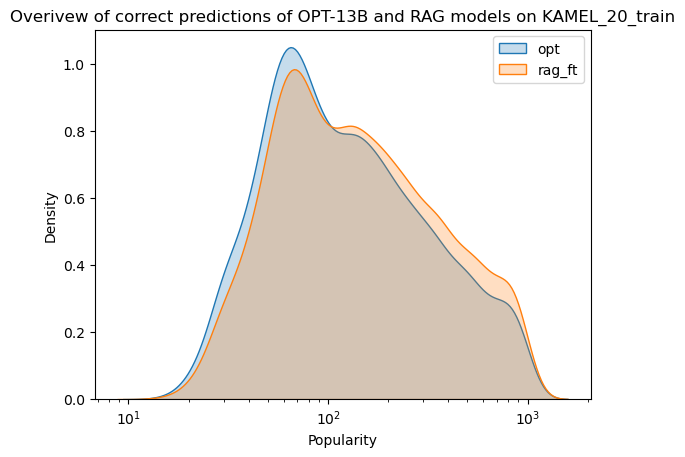 Overivew of correct predictions of OPT-13B and RAG models on KAMEL_20_train
opt
rag_ft
1.0
0.8
0.6
0.4
0.2
0.0
Density
10¹
10²
10³
Popularity